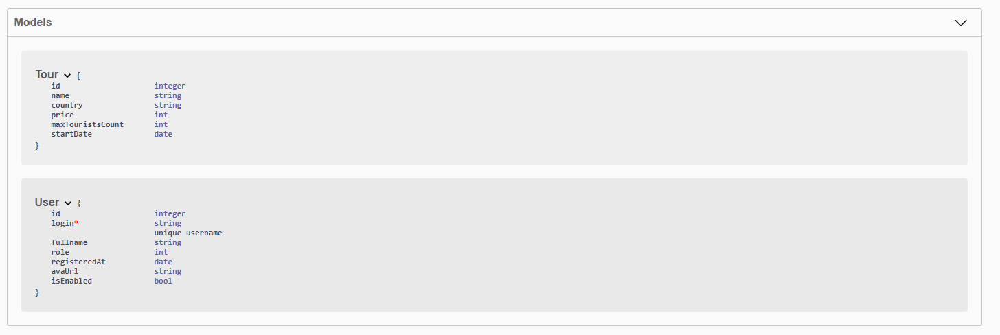 Models
Tour {
id integer
name string
country string
price int
maxTouristsCount int
startDate date
}
User {
id integer
login* string
unique username
fullname string
role int
registeredAt date
avaUrl string
isEnabled bool
}